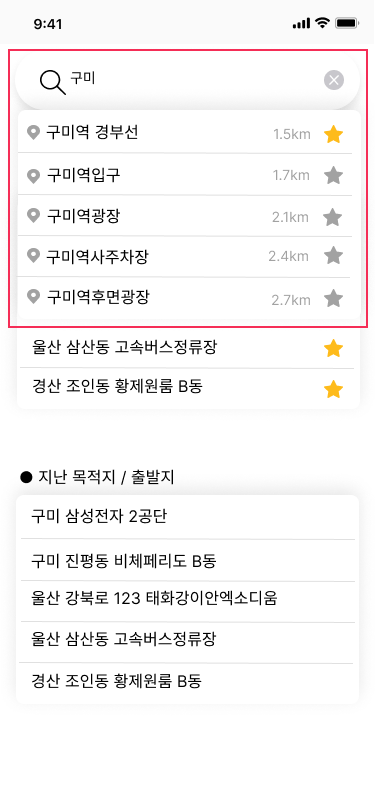 9:41
구미
구미역 경부선 1.5km
구미역입구 1.7km
구미역광장 2.1km
구미역사주차장 2.4km
구미역후면광장 2.7km
울산 삼산동 고속버스정류장
경산 조인동 황제원룸 B동
● 지난 목적지 / 출발지
구미 삼성전자 2공단
구미 진평동 비체페리도 B동
울산 강북로 123 태화강이안엑소디움
울산 삼산동 고속버스정류장
경산 조인동 황제원룸 B동